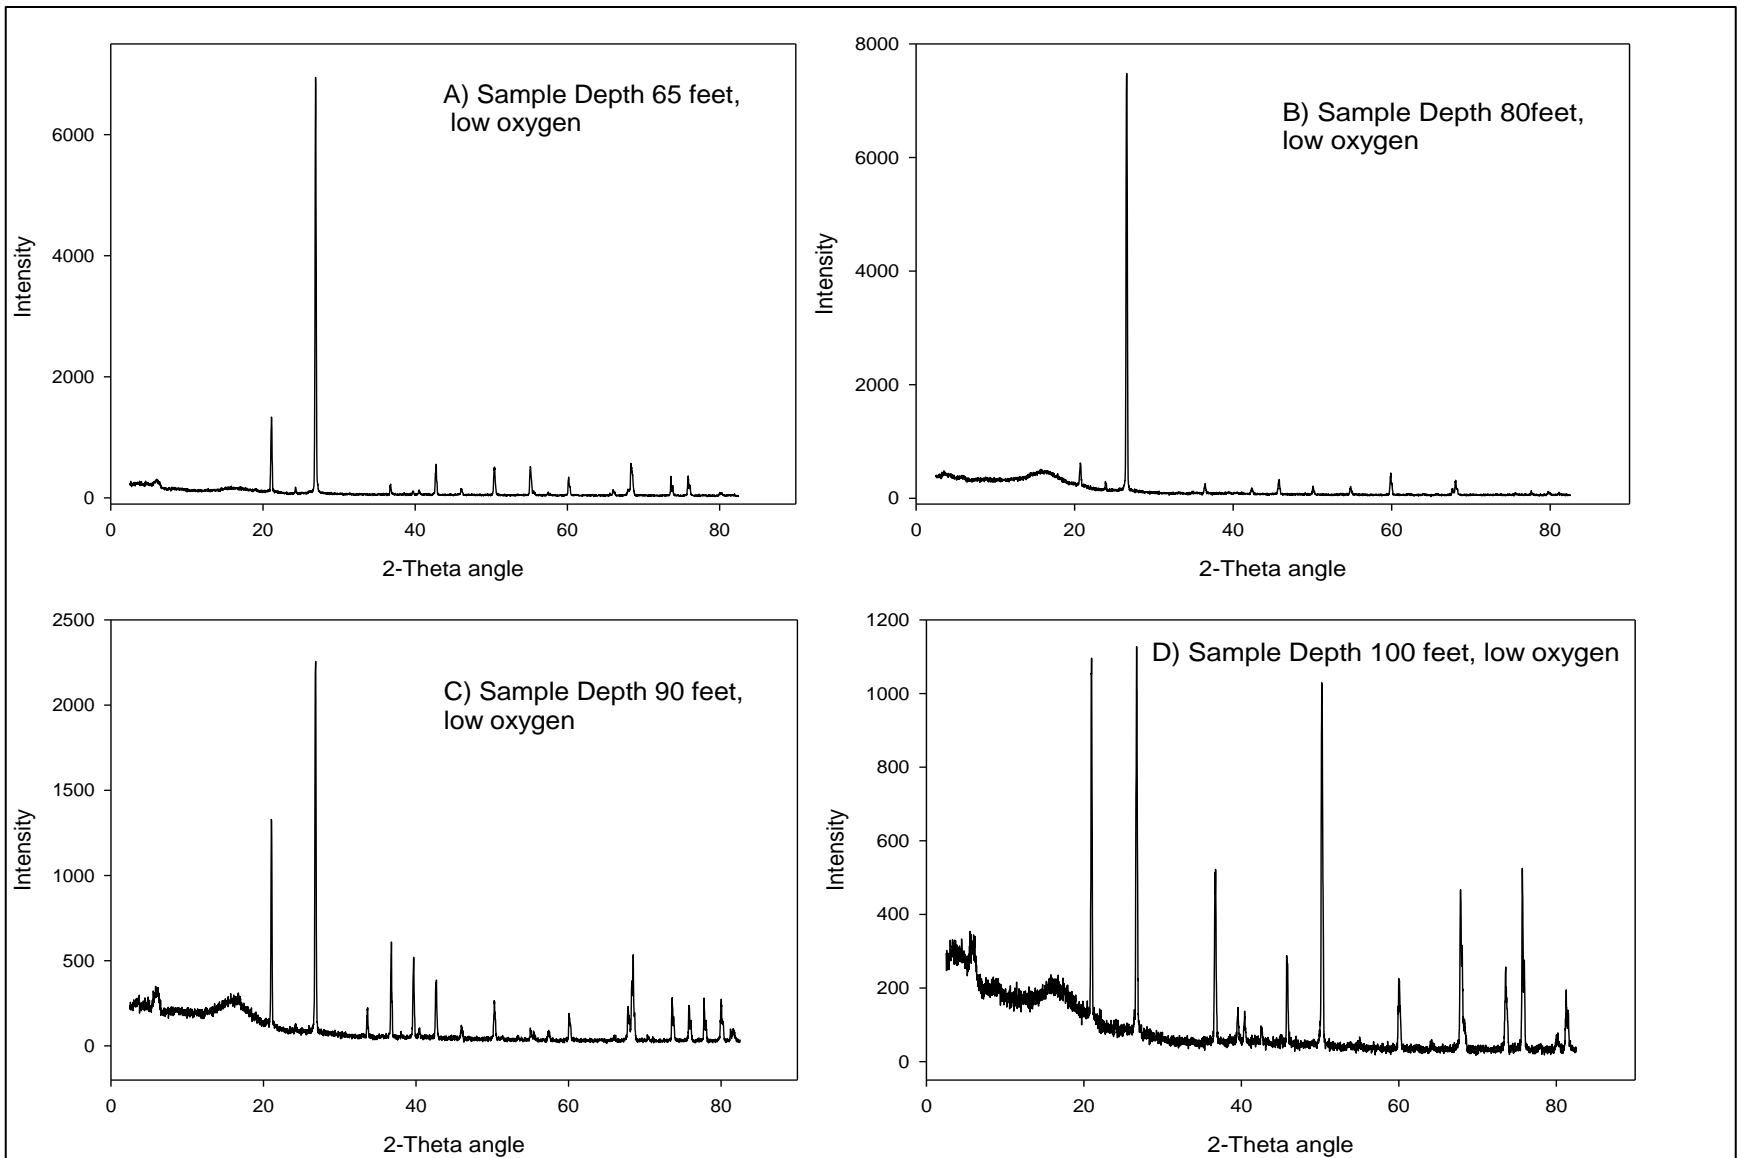 A) Sample Depth 65 feet,
low oxygen
Intensity
6000
4000
2000
0
0 20 40 60 80
2-Theta angle
B) Sample Depth 80feet,
low oxygen
Intensity
8000
6000
4000
2000
0
0 20 40 60 80
2-Theta angle
C) Sample Depth 90 feet,
low oxygen
Intensity
2500
2000
1500
1000
500
0
0 20 40 60 80
2-Theta angle
D) Sample Depth 100 feet, low oxygen
Intensity
1200
1000
800
600
400
200
0
0 20 40 60 80
2-Theta angle